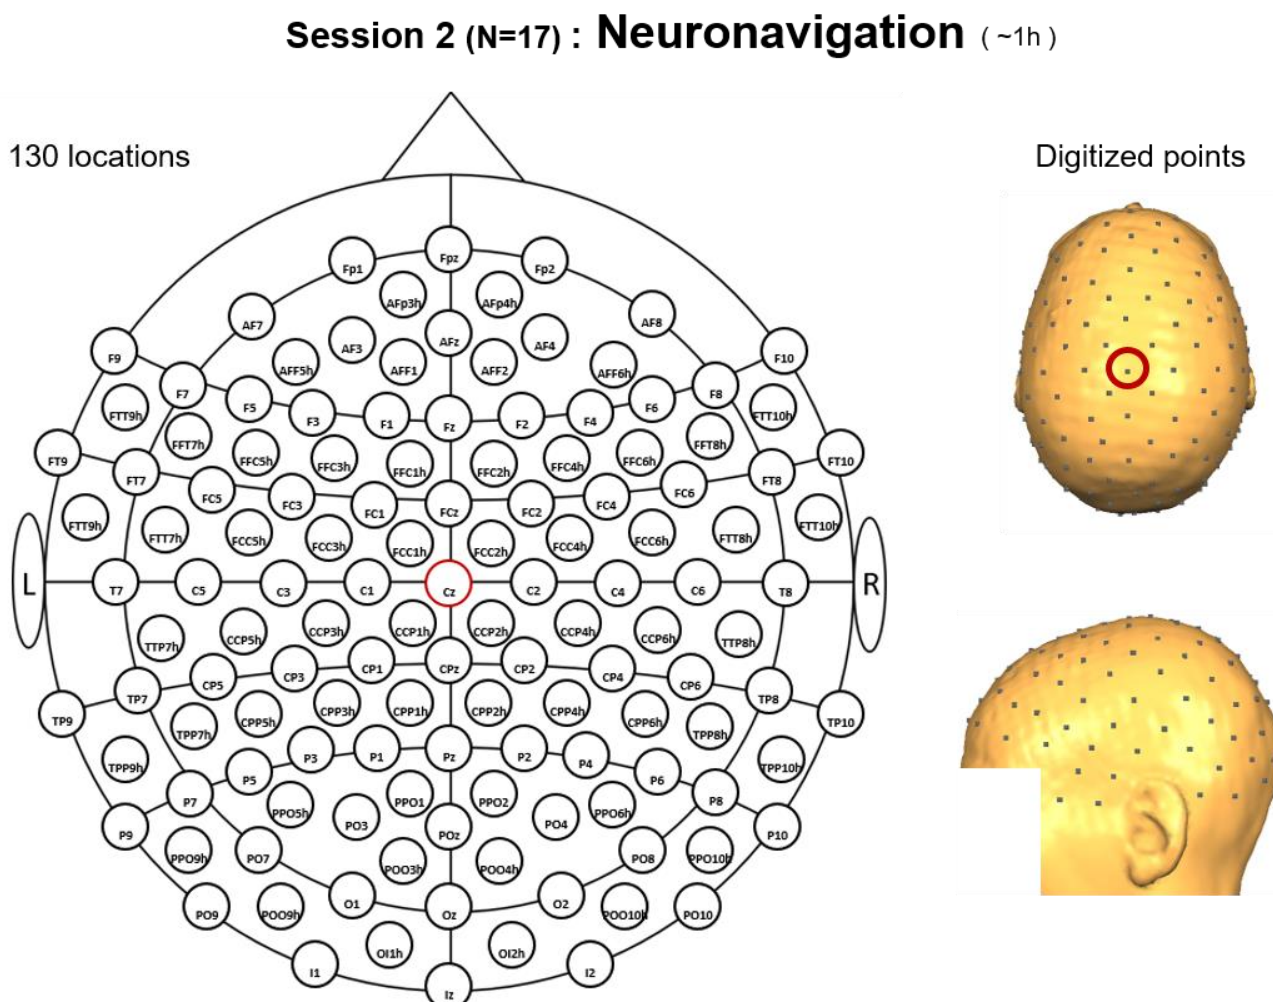 Session 2 (N=17) : Neuronavigation ( ~1h )
130 locations
Digitized points
Fp1 Fpz Fp2
AFp3h AFp4h
AF7 AF8
AF3 AFz AF4
F9 AFF5h AFF1 AFF2 AFF6h F10
F7 F8
FTT9h F5 F3 F1 Fz F2 F4 F6 FTT10h
FFT7h FFT8h
FT9 FFC5h FFC3h FFC1h FFC2h FFC4h FFC6h FT10
FT7 FT8
FC5 FC3 FC1 FCz FC2 FC4 FC6
FTT9h FTT7h FCC5h FCC3h FCC1h FCC2h FCC4h FCC6h FTT8h FTT10h
L T7 C5 C3 C1 Cz C2 C4 C6 T8 R
TTP7h CCP5h CCP3h CCP1h CCP2h CCP4h CCP6h TTP8h
CP5 CP3 CP1 CPz CP2 CP4 CP6
TP9 TP7 TP8 TP10
TPP7h CPP5h CPP3h CPP1h CPP2h CPP4h CPP6h TPP8h
TPP9h P5 P3 P1 Pz P2 P4 P6 TPP10h
P7 P8
PPO5h PPO1 PPO2 PPO6h
P9 PO3 POz PO4 P10
PPO9h PO7 POO3h POO4h PO8 PPO10h
PO9 POO9h O1 Oz O2 POO10h PO10
OI1h OI2h
I1 Iz I2